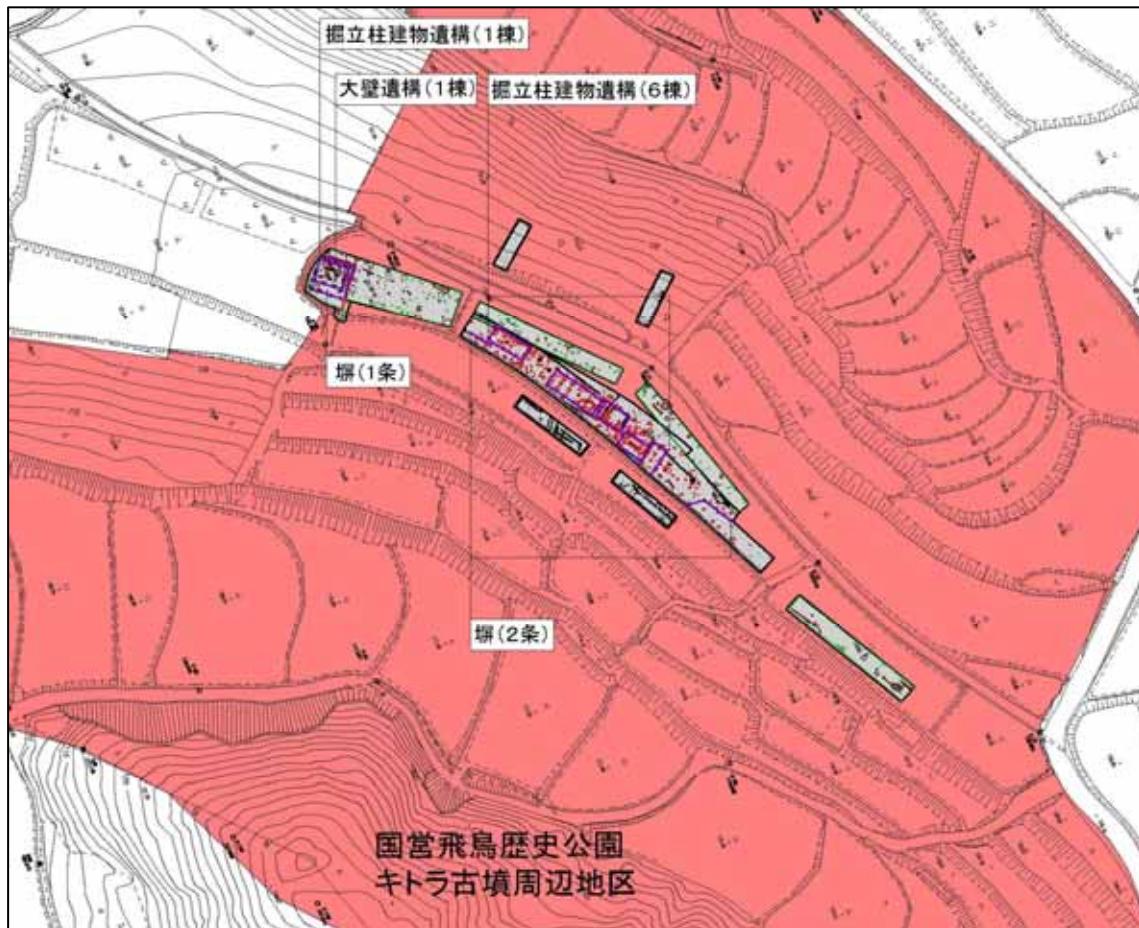 掘立柱建物遺構(1棟)
大壁遺構(1棟)
掘立柱建物遺構(6棟)
塀(1条)
塀(2条)
国営飛鳥歴史公園
キトラ古墳周辺地区